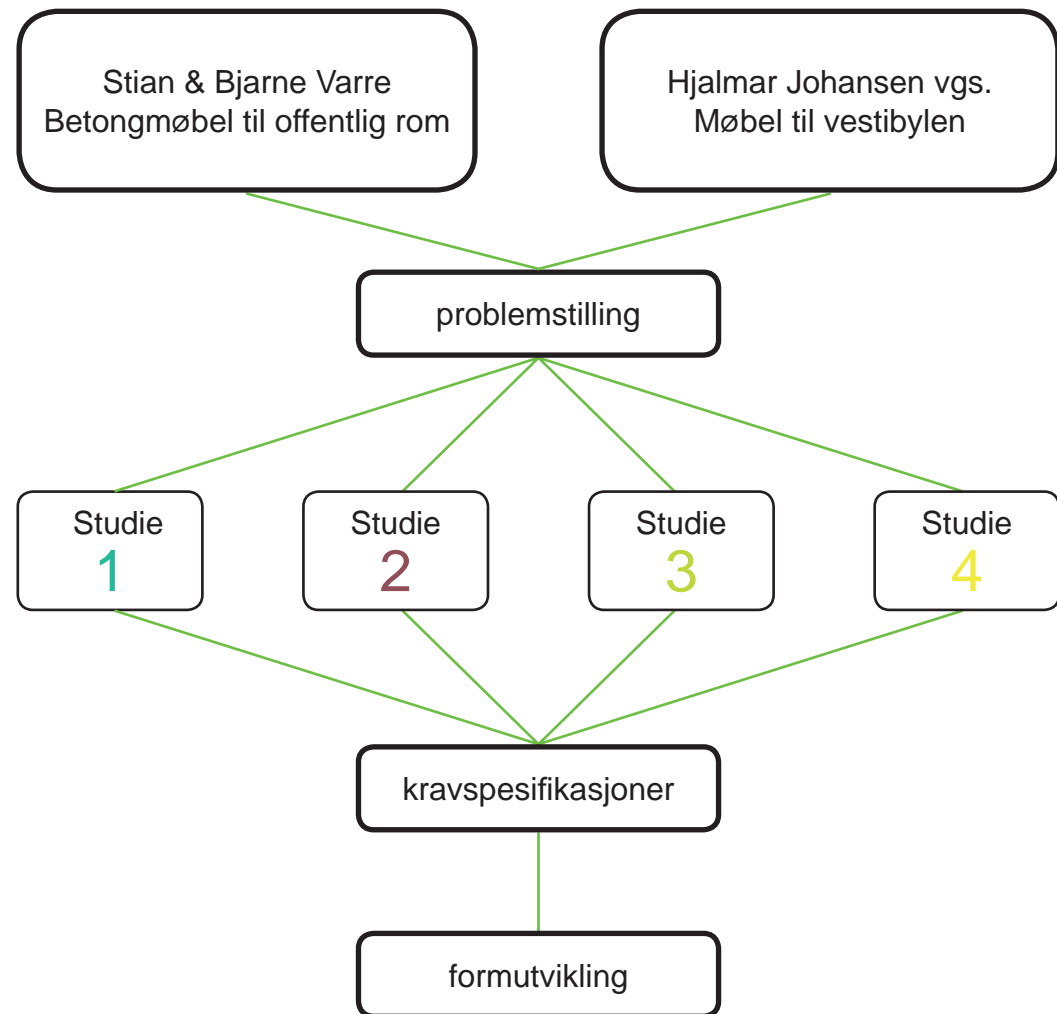 Stian & Bjarne Varre
Betongmøbel til offentlig rom
Hjalmar Johansen vgs.
Møbel til vestibylen
problemstilling
Studie
1
Studie
2
Studie
3
Studie
4
kravspesifikasjoner
formutvikling